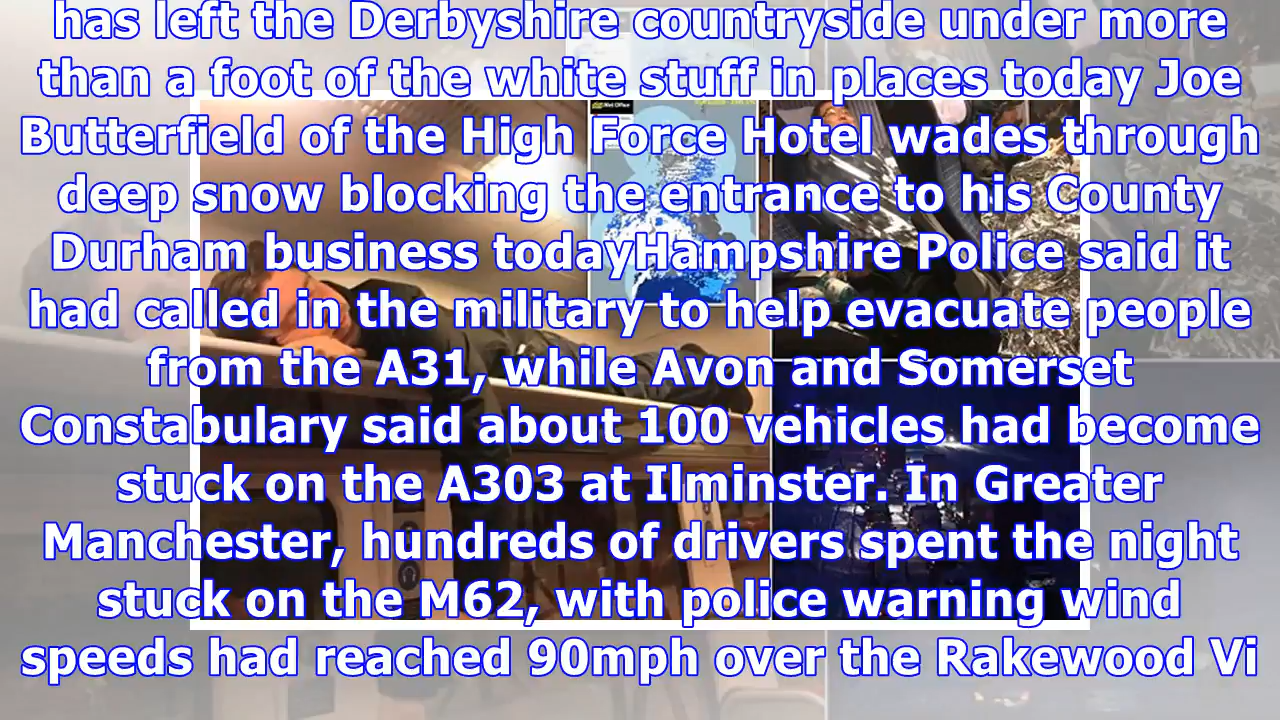 has left the Derbyshire countryside under more
than a foot of the white stuff in places today Joe
Butterfield of the High Force Hotel wades through
deep snow blocking the entrance to his County
Durham business todayHampshire Police said it
had called in the military to help evacuate people
from the A31, while Avon and Somerset
Constabulary said about 100 vehicles had become
stuck on the A303 at Ilminster. In Greater
Manchester, hundreds of drivers spent the night
stuck on the M62, with police warning wind
speeds had reached 90mph over the Rakewood Vi
Met Office